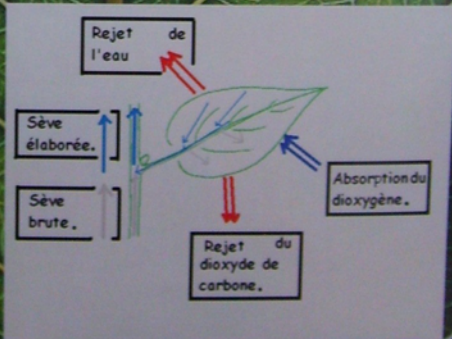 Rejet de
l'eau
Sève
élaborée.
Absorption du
dioxygène.
Sève
brute.
Rejet du
dioxyde de
carbone.